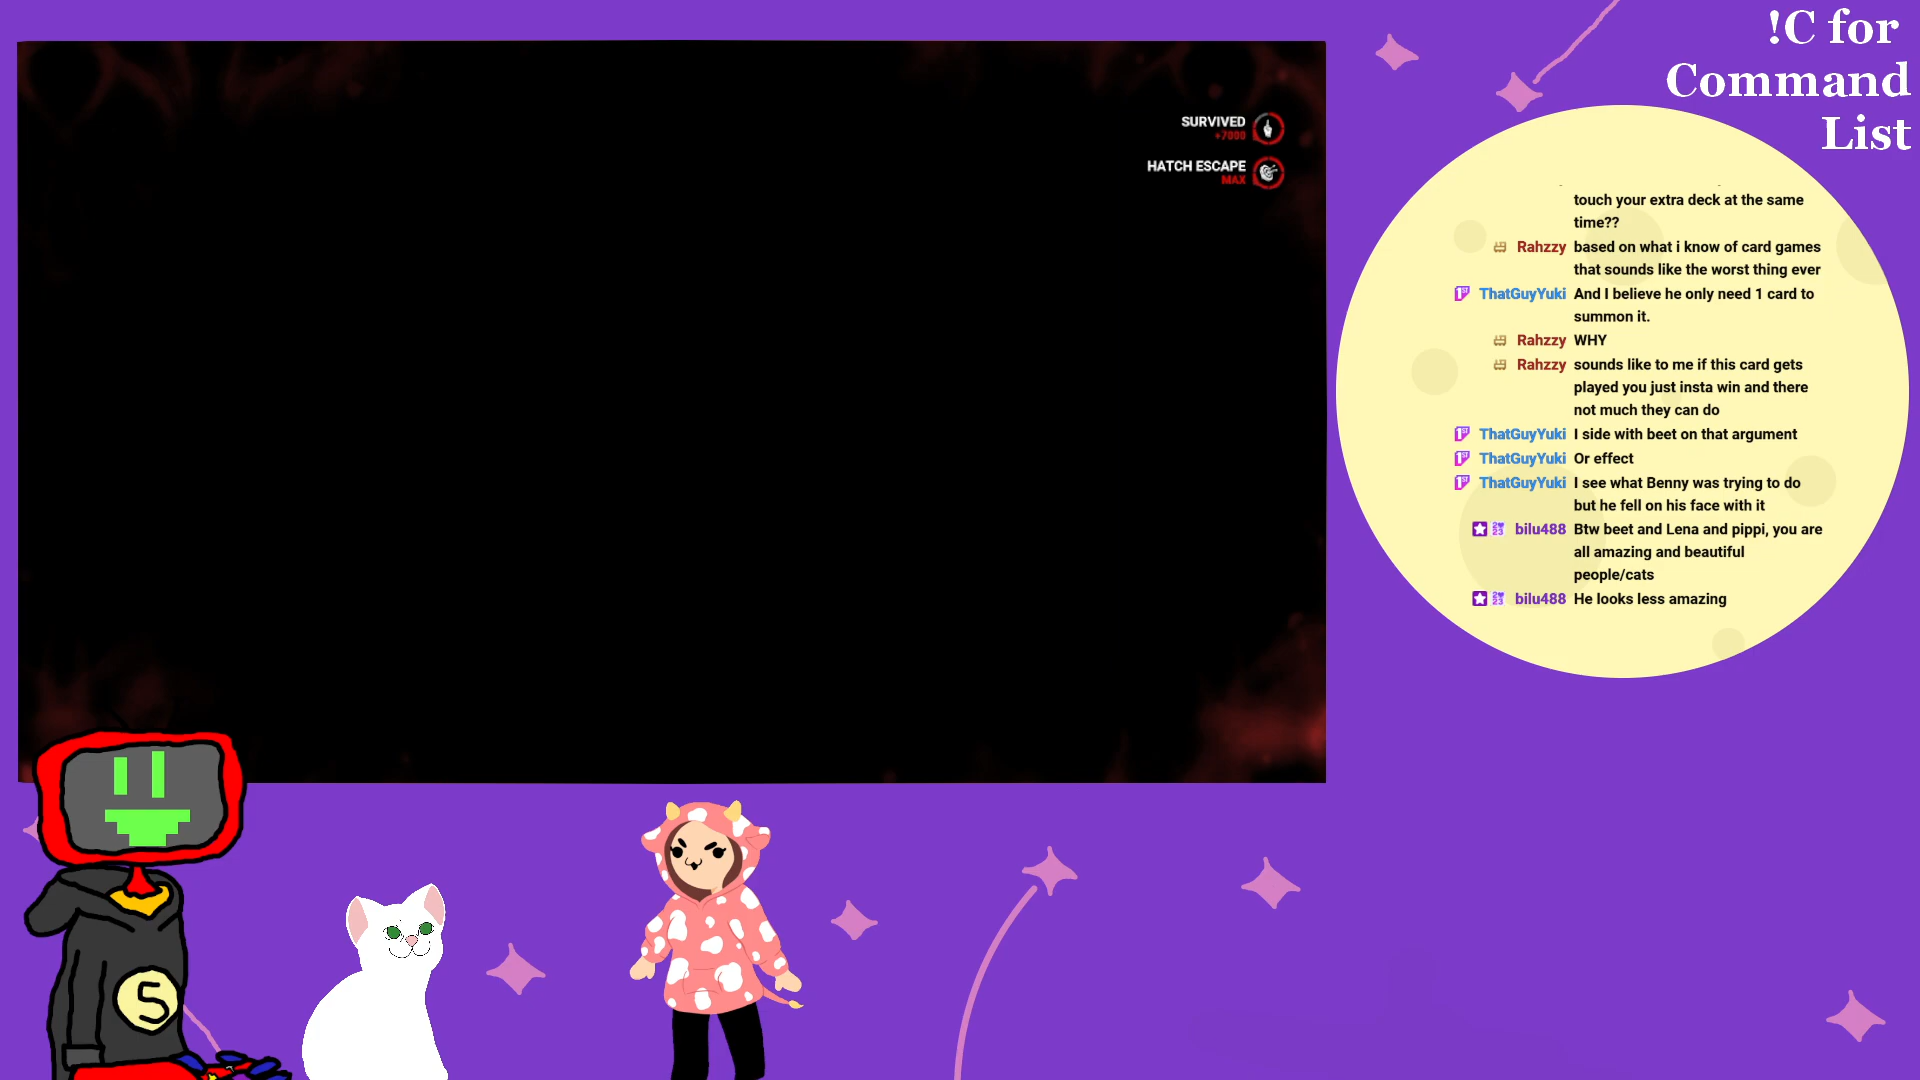 !C for
Command
List
SURVIVED
+7000
HATCH ESCAPE
MAX
touch your extra deck at the same
time??
Rahzzy based on what i know of card games
that sounds like the worst thing ever
1ST ThatGuyYuki And I believe he only need 1 card to
summon it.
Rahzzy WHY
Rahzzy sounds like to me if this card gets
played you just insta win and there
not much they can do
1ST ThatGuyYuki I side with beet on that argument
1ST ThatGuyYuki Or effect
1ST ThatGuyYuki I see what Benny was trying to do
but he fell on his face with it
bilu488 Btw beet and Lena and pippi, you are
all amazing and beautiful
people/cats
bilu488 He looks less amazing
S